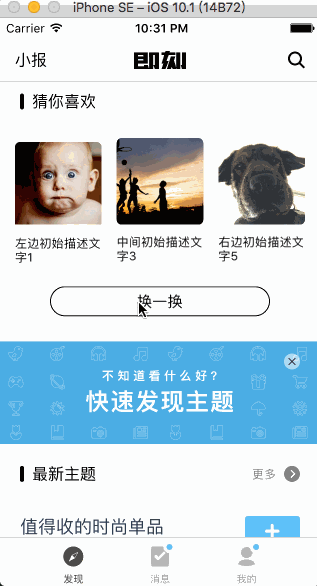 iPhone SE – iOS 10.1 (14B72)
Carrier 10:31 PM
小报 即刻
猜你喜欢
左边初始描述文字1
中间初始描述文字3
右边初始描述文字5
换一换
不知道看什么好？
快速发现主题
最新主题 更多
值得收的时尚单品
发现 消息 我的